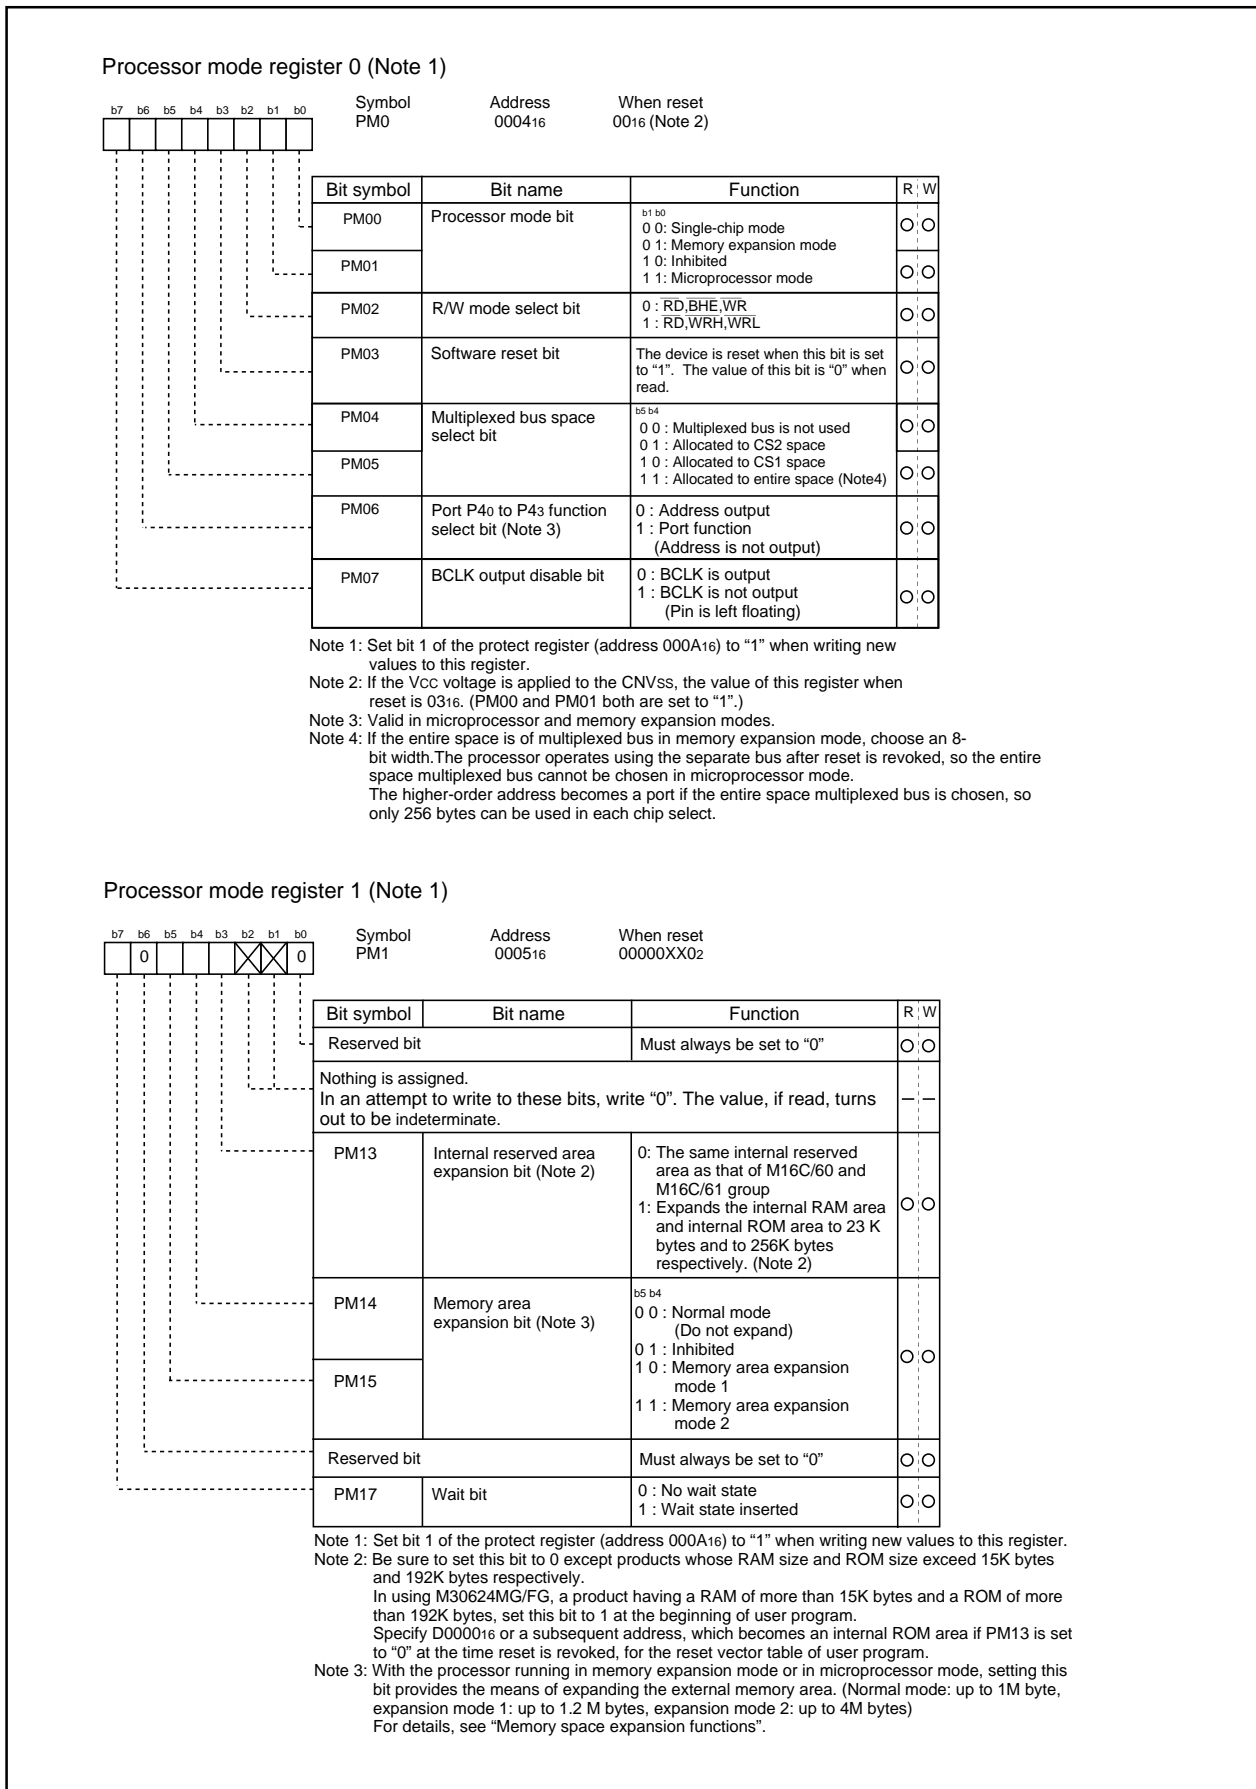 Processor mode register 0 (Note 1)
b7 b6 b5 b4 b3 b2 b1 b0
Symbol Address When reset
PM0 000416 0016 (Note 2)
Bit symbol Bit name Function R W
PM00 Processor mode bit
b1 b0
0 0: Single-chip mode
0 1: Memory expansion mode
1 0: Inhibited
1 1: Microprocessor mode
PM01
PM02 R/W mode select bit
0 : RD,BHE,WR
1 : RD,WRH,WRL
PM03 Software reset bit
The device is reset when this bit is set
to “1”. The value of this bit is “0” when
read.
PM04 Multiplexed bus space
select bit
b5 b4
0 0 : Multiplexed bus is not used
0 1 : Allocated to CS2 space
1 0 : Allocated to CS1 space
1 1 : Allocated to entire space (Note4)
PM05
PM06 Port P40 to P43 function
select bit (Note 3)
0 : Address output
1 : Port function
(Address is not output)
PM07 BCLK output disable bit
0 : BCLK is output
1 : BCLK is not output
(Pin is left floating)
Note 1: Set bit 1 of the protect register (address 000A16) to “1” when writing new
values to this register.
Note 2: If the VCC voltage is applied to the CNVSS, the value of this register when
reset is 0316. (PM00 and PM01 both are set to “1”.)
Note 3: Valid in microprocessor and memory expansion modes.
Note 4: If the entire space is of multiplexed bus in memory expansion mode, choose an 8-
bit width.The processor operates using the separate bus after reset is revoked, so the entire
space multiplexed bus cannot be chosen in microprocessor mode.
The higher-order address becomes a port if the entire space multiplexed bus is chosen, so
only 256 bytes can be used in each chip select.
Processor mode register 1 (Note 1)
b7 b6 b5 b4 b3 b2 b1 b0
0 0
Symbol Address When reset
PM1 000516 00000XX02
Bit symbol Bit name Function R W
Reserved bit Must always be set to “0”
Nothing is assigned.
In an attempt to write to these bits, write “0”. The value, if read, turns
out to be indeterminate.
PM13 Internal reserved area
expansion bit (Note 2)
0: The same internal reserved
area as that of M16C/60 and
M16C/61 group
1: Expands the internal RAM area
and internal ROM area to 23 K
bytes and to 256K bytes
respectively. (Note 2)
PM14 Memory area
expansion bit (Note 3)
b5 b4
0 0 : Normal mode
(Do not expand)
0 1 : Inhibited
1 0 : Memory area expansion
mode 1
1 1 : Memory area expansion
mode 2
PM15
Reserved bit Must always be set to “0”
PM17 Wait bit
0 : No wait state
1 : Wait state inserted
Note 1: Set bit 1 of the protect register (address 000A16) to “1” when writing new values to this register.
Note 2: Be sure to set this bit to 0 except products whose RAM size and ROM size exceed 15K bytes
and 192K bytes respectively.
In using M30624MG/FG, a product having a RAM of more than 15K bytes and a ROM of more
than 192K bytes, set this bit to 1 at the beginning of user program.
Specify D000016 or a subsequent address, which becomes an internal ROM area if PM13 is set
to “0” at the time reset is revoked, for the reset vector table of user program.
Note 3: With the processor running in memory expansion mode or in microprocessor mode, setting this
bit provides the means of expanding the external memory area. (Normal mode: up to 1M byte,
expansion mode 1: up to 1.2 M bytes, expansion mode 2: up to 4M bytes)
For details, see “Memory space expansion functions”.